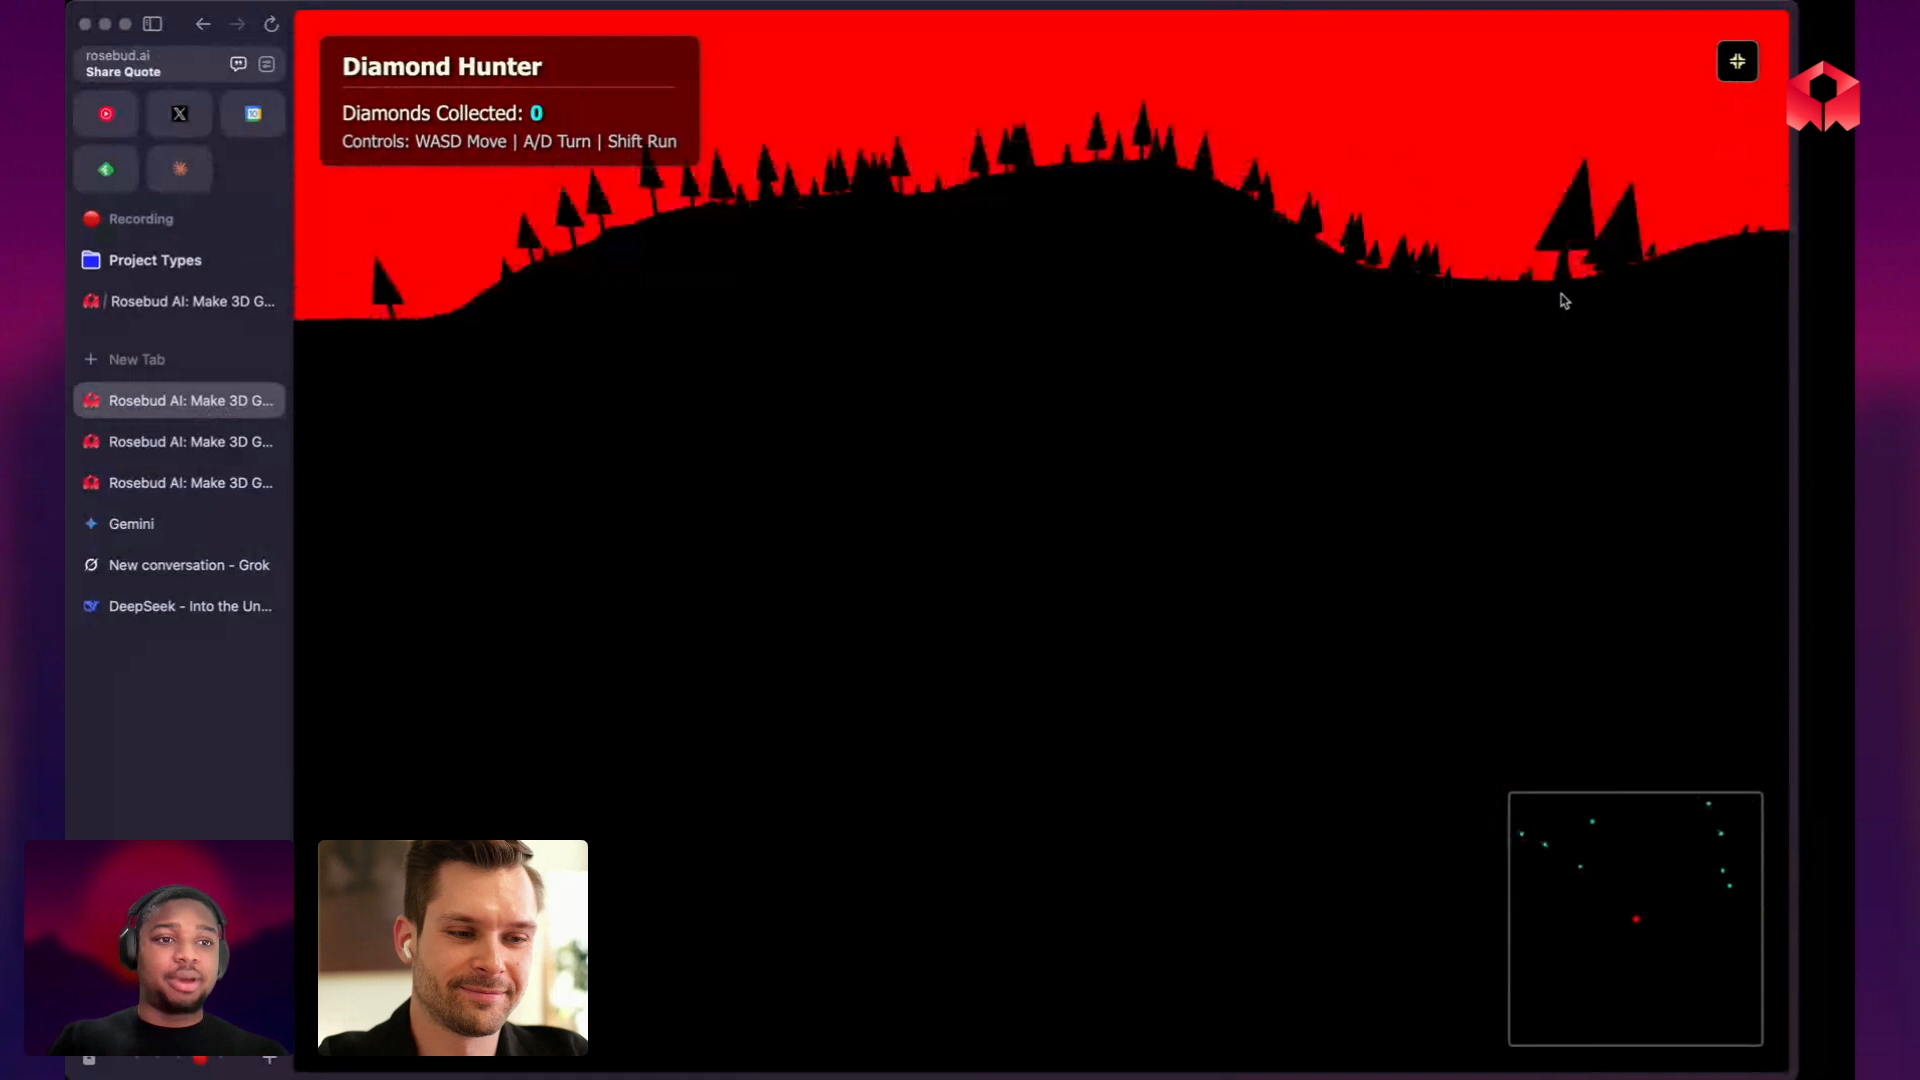 rosebud.ai
Share Quote
10
Recording
Project Types
/ Rosebud AI: Make 3D G...
New Tab
Rosebud AI: Make 3D G...
Rosebud AI: Make 3D G...
Rosebud AI: Make 3D G...
Gemini
New conversation - Grok
DeepSeek - Into the Un...
Diamond Hunter
Diamonds Collected: 0
Controls: WASD Move | A/D Turn | Shift Run